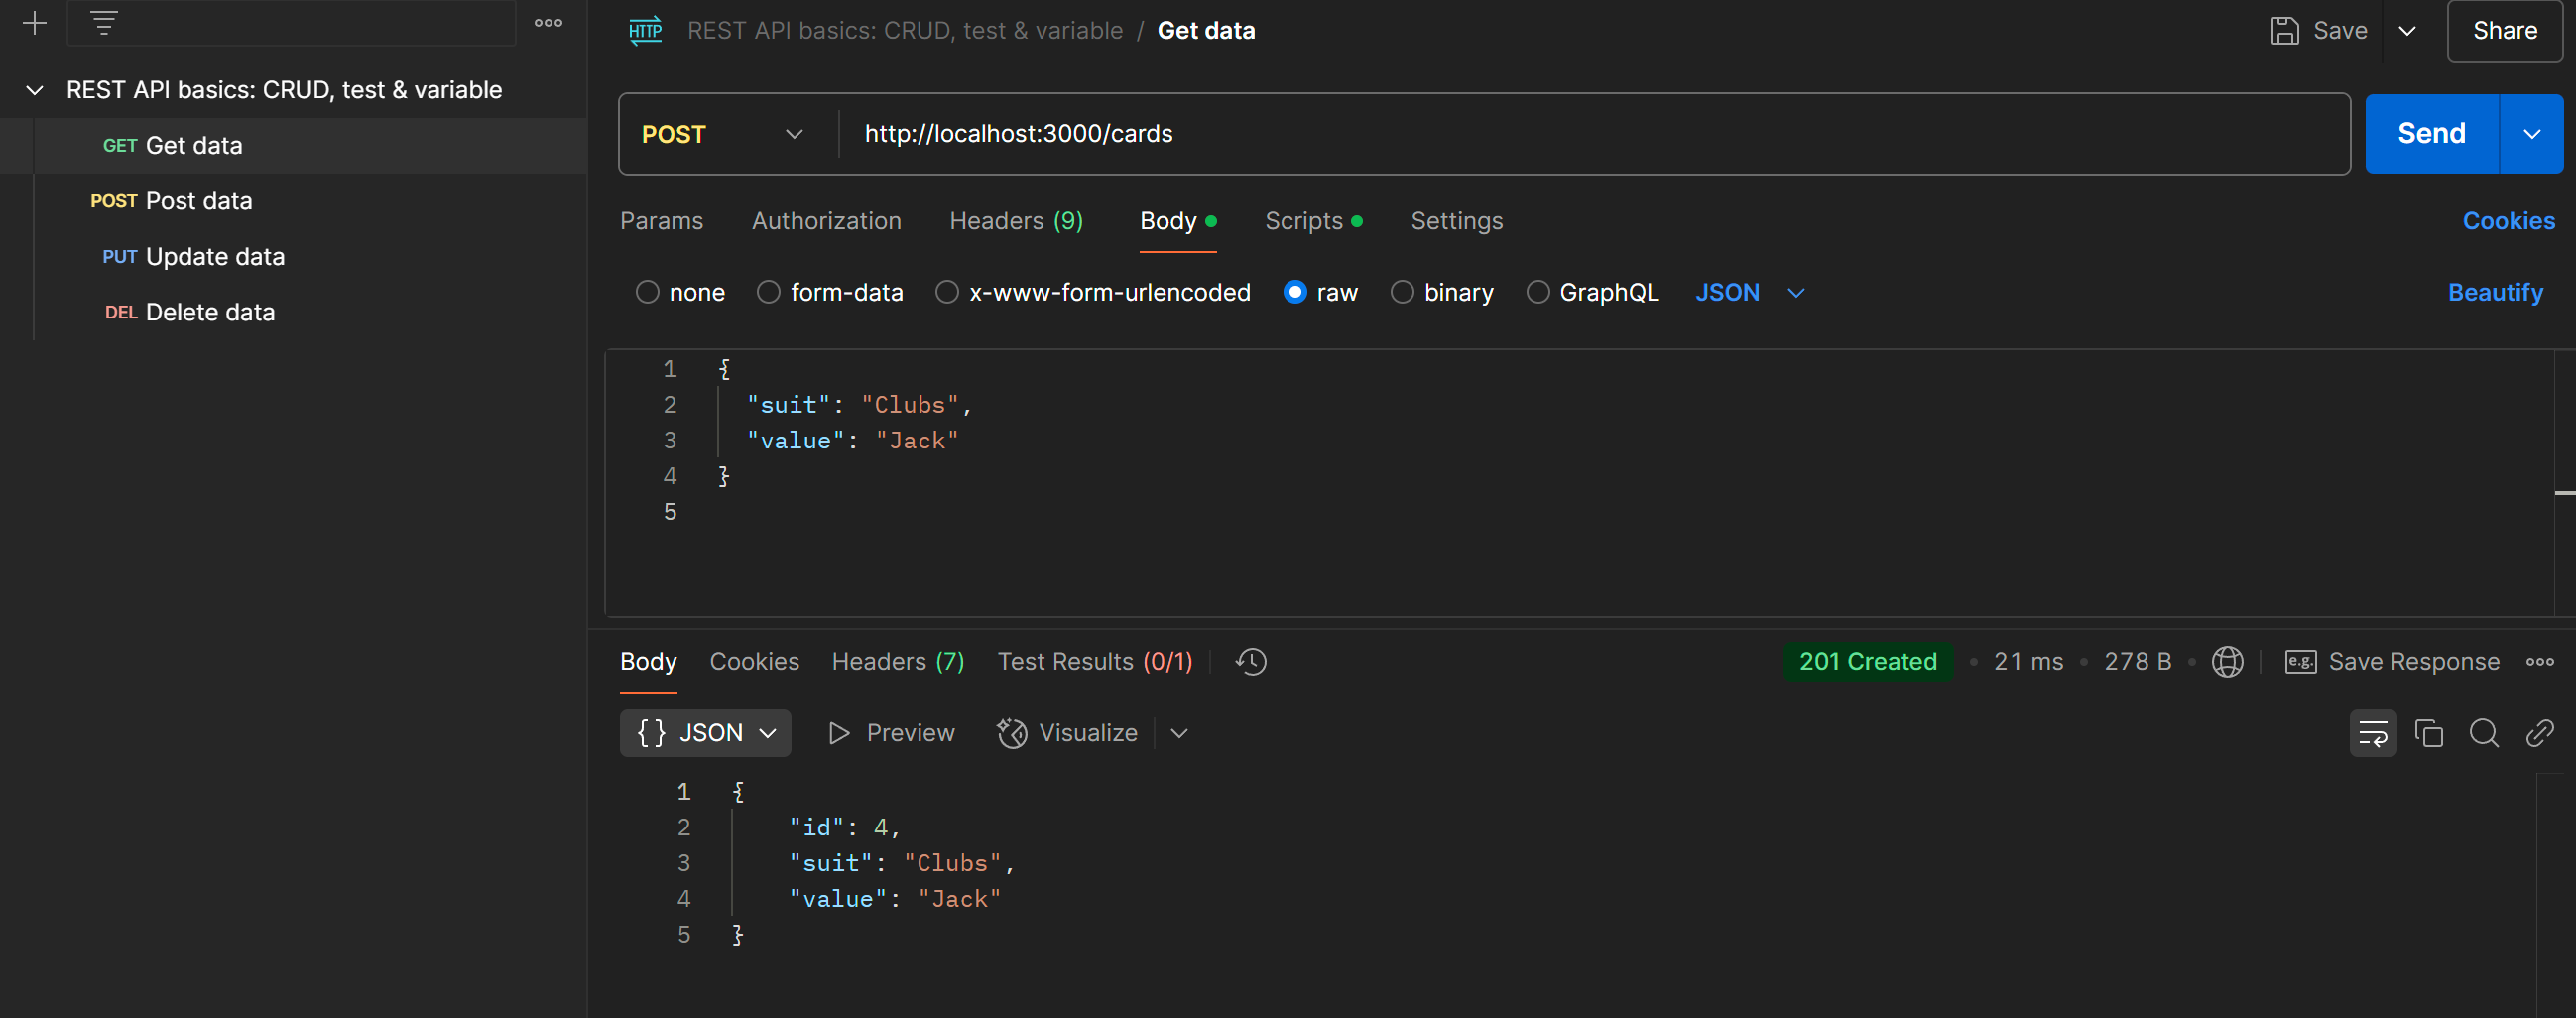 REST API basics: CRUD, test & variable
GET Get data
POST Post data
PUT Update data
DEL Delete data
HTTP REST API basics: CRUD, test & variable / Get data
Save
Share
POST http://localhost:3000/cards
Send
Params Authorization Headers (9) Body Scripts Settings Cookies
none form-data x-www-form-urlencoded raw binary GraphQL JSON Beautify
1 {
2 "suit": "Clubs",
3 "value": "Jack"
4 }
5
Body Cookies Headers (7) Test Results (0/1) 201 Created • 21 ms • 278 B • e.g. Save Response
{} JSON Preview Visualize
1 {
2 "id": 4,
3 "suit": "Clubs",
4 "value": "Jack"
5 }